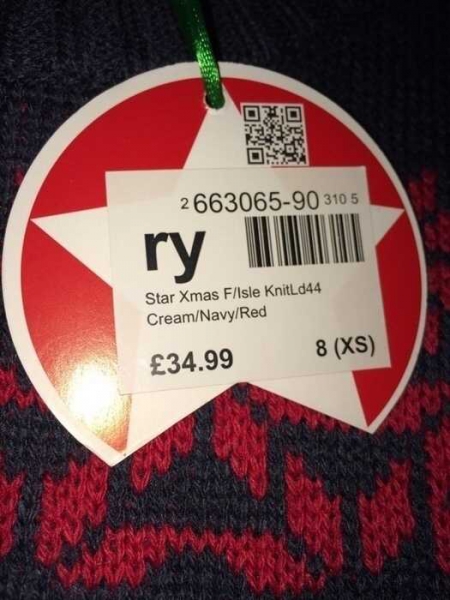 2 663065-90 310 5
ry
Star Xmas F/Isle KnitLd44
Cream/Navy/Red
£34.99
8 (XS)